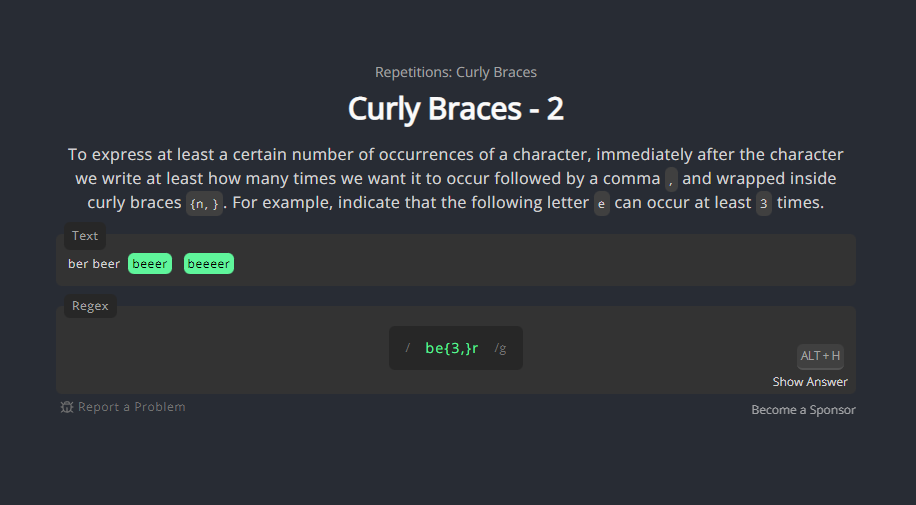 Repetitions: Curly Braces
Curly Braces - 2
To express at least a certain number of occurrences of a character, immediately after the character
we write at least how many times we want it to occur followed by a comma , and wrapped inside
curly braces {n, }. For example, indicate that the following letter e can occur at least 3 times.
Text
ber beer beeer beeeer
Regex
/ be{3,}r /g
ALT+H
Show Answer
Report a Problem
Become a Sponsor